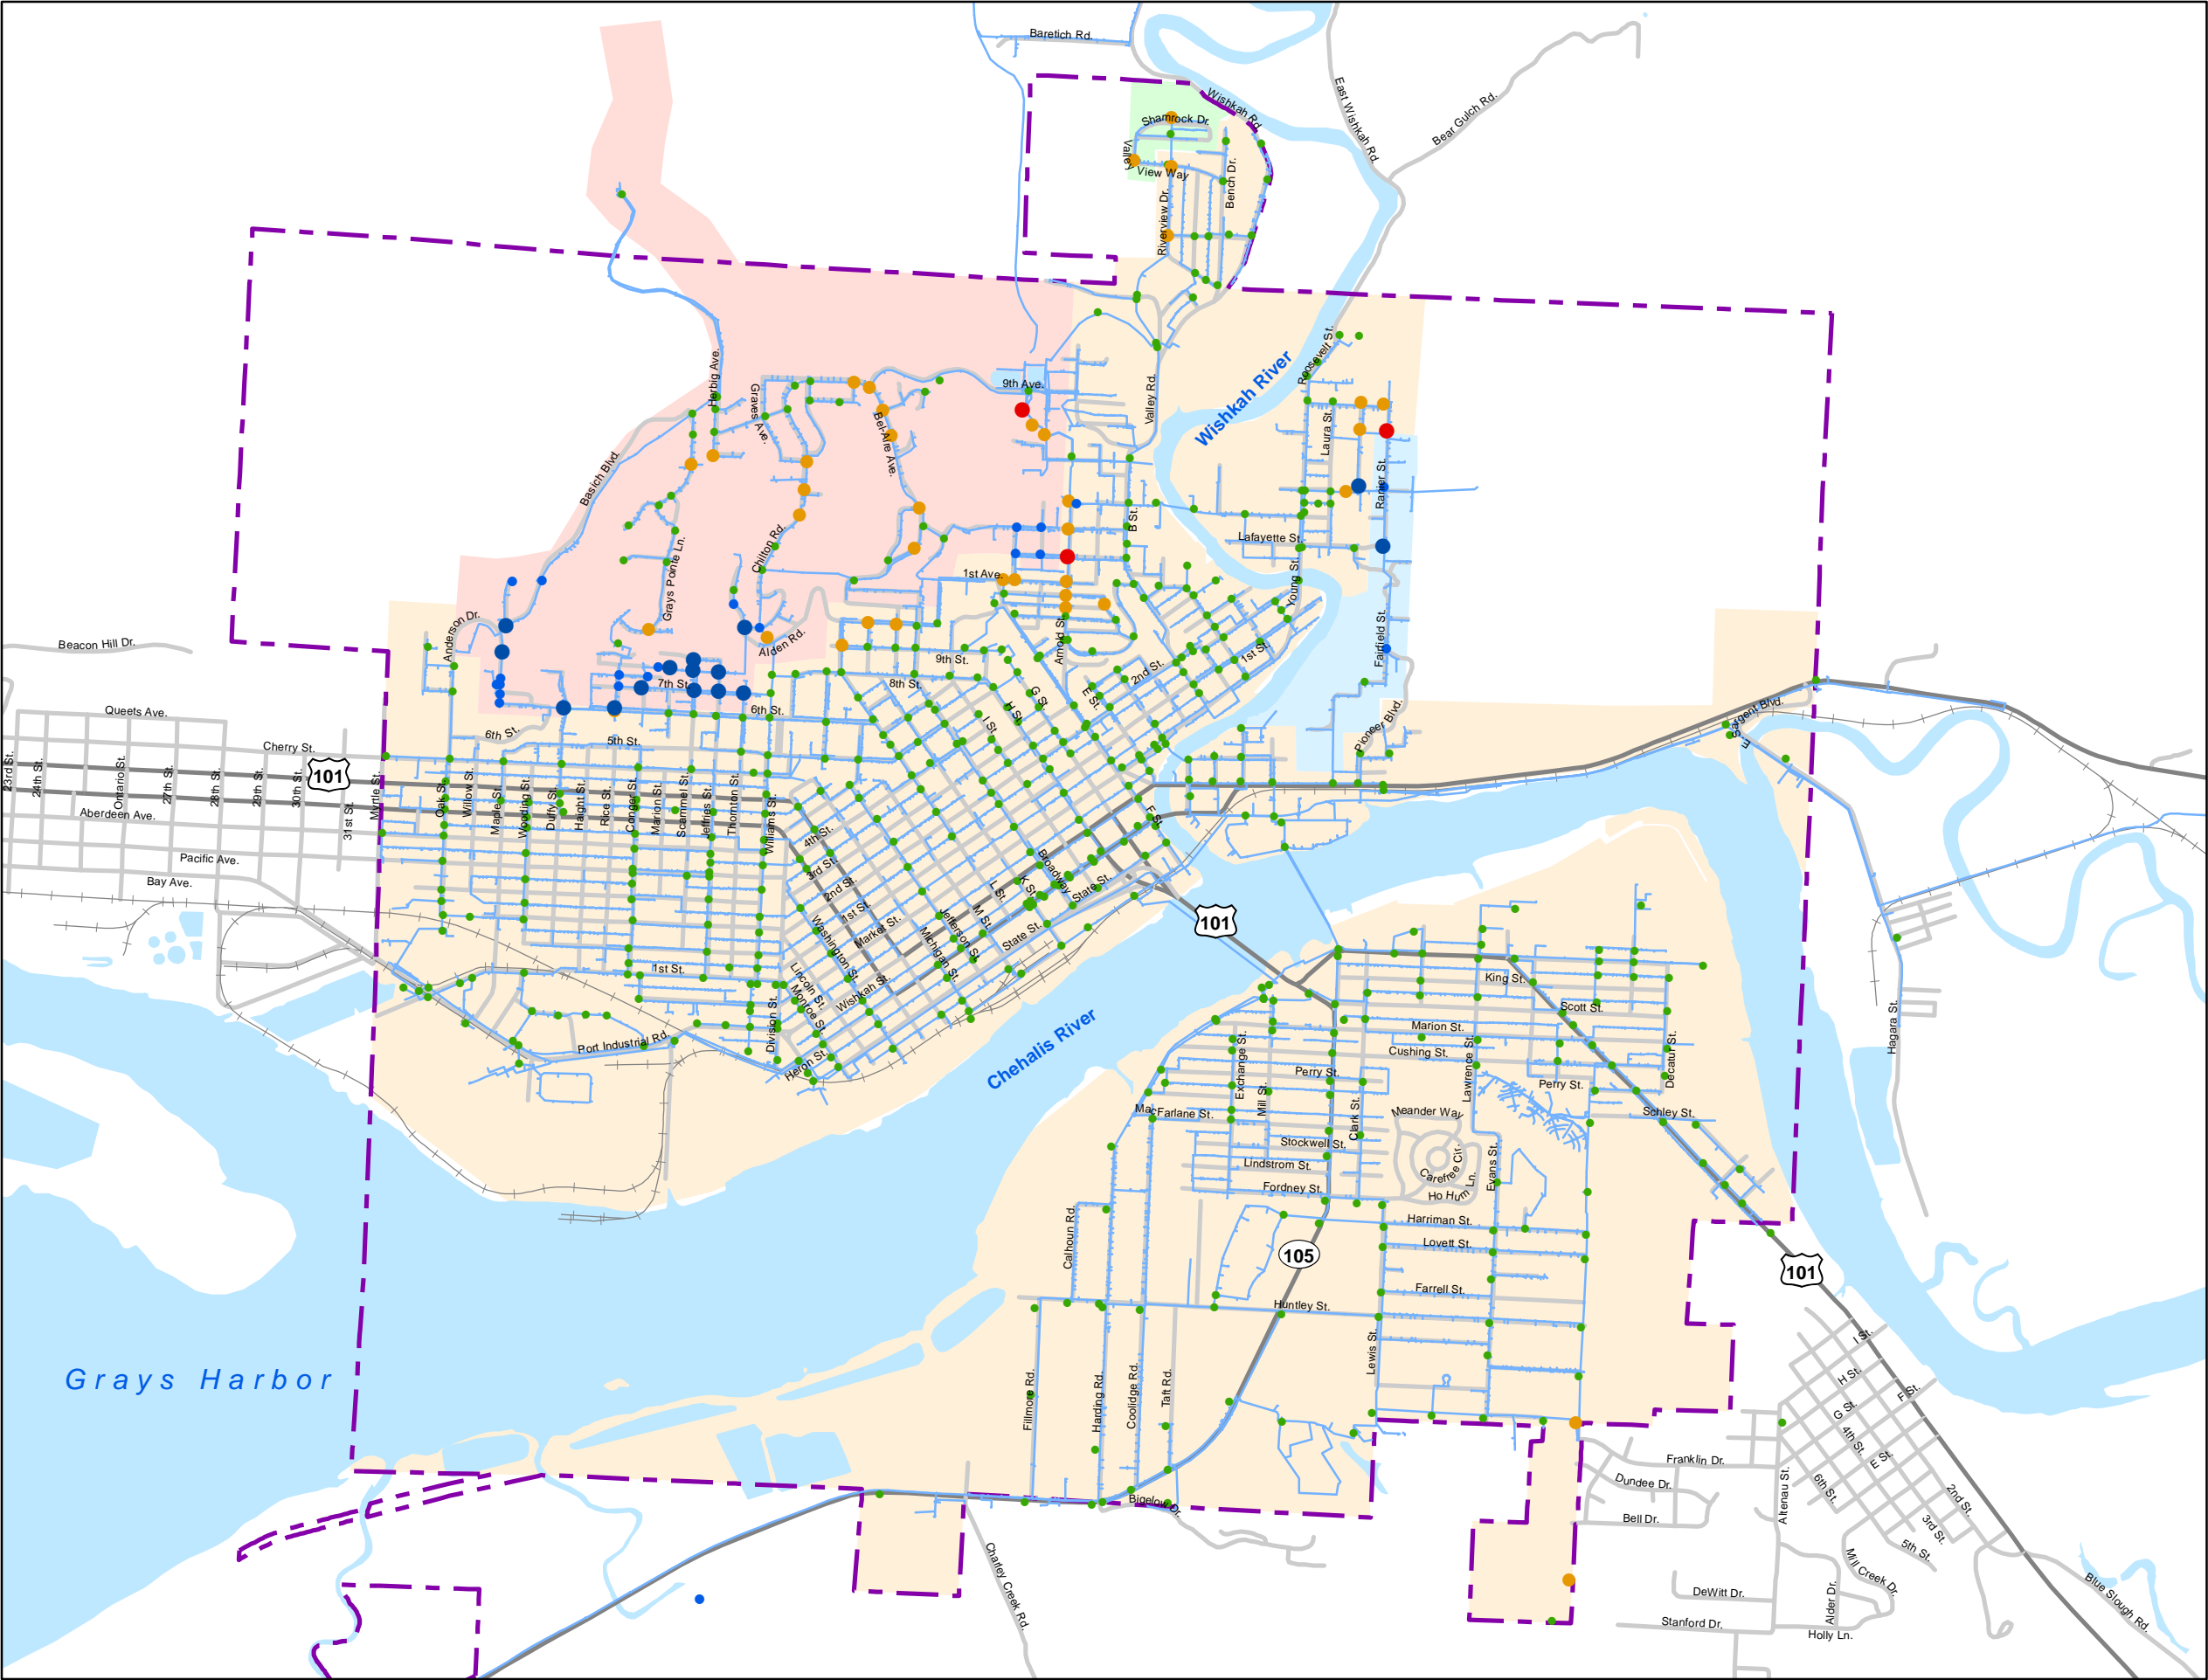 Baretich Rd.
Wishkah Rd.
East Wishkah Rd.
Bear Gulch Rd.
Shamrock Dr.
Valley
View Way
Bench Dr.
Riverview Dr.
Roosevelt St.
Wishkah River
Herbig Ave.
Graves Ave.
9th Ave.
Valley Rd.
Bel-Aire Ave.
Laura St.
Basich Blvd.
Ranier St.
B St.
Lafayette St.
Chilton Rd.
Grays Pointe Ln.
1st Ave.
Young St.
Anderson Dr.
Beacon Hill Dr.
Alden Rd.
Arnold St.
Fairfield St.
9th St.
1st St.
2nd St.
7th St.
8th St.
E St.
G St.
H St.
I St.
6th St.
Queets Ave.
6th St.
5th St.
Pioneer Blvd.
E. Sargent Blvd.
Cherry St.
101
23rd St.
24th St.
Ontario St.
27th St.
28th St.
29th St.
30th St.
31st St.
Myrtle St.
Oak St.
Willow St.
Maple St.
Wooding St.
Duffy St.
Haight St.
Rice St.
Conger St.
Marion St.
Scammel St.
Jeffries St.
Thornton St.
Williams St.
Aberdeen Ave.
F St.
4th St.
Pacific Ave.
3rd St.
Broadway
Bay Ave.
2nd St.
K St.
State St.
L St.
1st St.
M St.
Market St.
Jefferson St.
State St.
Washington St.
Michigan St.
101
1st St.
Lincoln St.
Monroe St.
Wishkah St.
King St.
Scott St.
Division St.
Port Industrial Rd.
Heron St.
Chehalis River
Marion St.
Cushing St.
Hagara St.
Exchange St.
Lawrence St.
Decatur St.
Perry St.
Perry St.
Mill St.
MacFarlane St.
Clark St.
Meander Way
Schley St.
Stockwell St.
Lindstrom St.
Carefree Cir.
Evans St.
Fordney St.
Ho Hum Ln.
Calhoun Rd.
Harriman St.
Lovett St.
105
101
Farrell St.
Huntley St.
Grays Harbor
Lewis St.
I St.
H St.
F St.
G St.
Fillmore Rd.
Harding Rd.
Coolidge Rd.
Taft Rd.
4th St.
E St.
Franklin Dr.
Dundee Dr.
6th St.
2nd St.
Altenau St.
Bigelow Dr.
Bell Dr.
3rd St.
5th St.
Charley Creek Rd.
Mill Creek Dr.
DeWitt Dr.
Alder Dr.
Blue Slough Rd.
Stanford Dr.
Holly Ln.